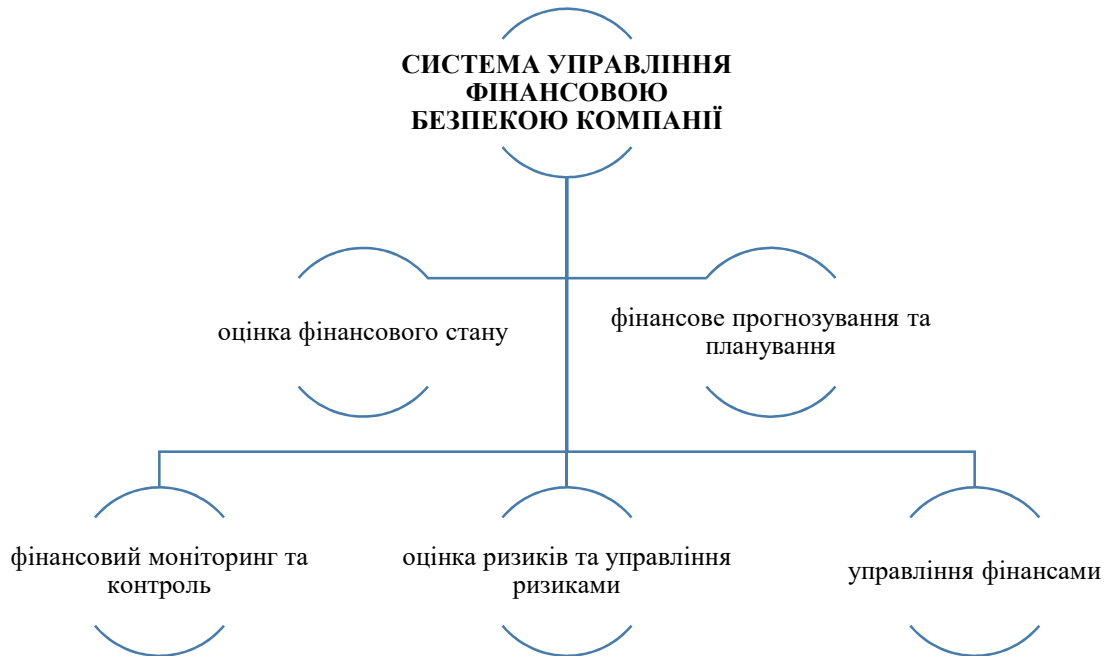 СИСТЕМА УПРАВЛІННЯ
ФІНАНСОВОЮ
БЕЗПЕКОЮ КОМПАНІЇ
оцінка фінансового стану
фінансове прогнозування та
планування
фінансовий моніторинг та
контроль
оцінка ризиків та управління
ризиками
управління фінансами